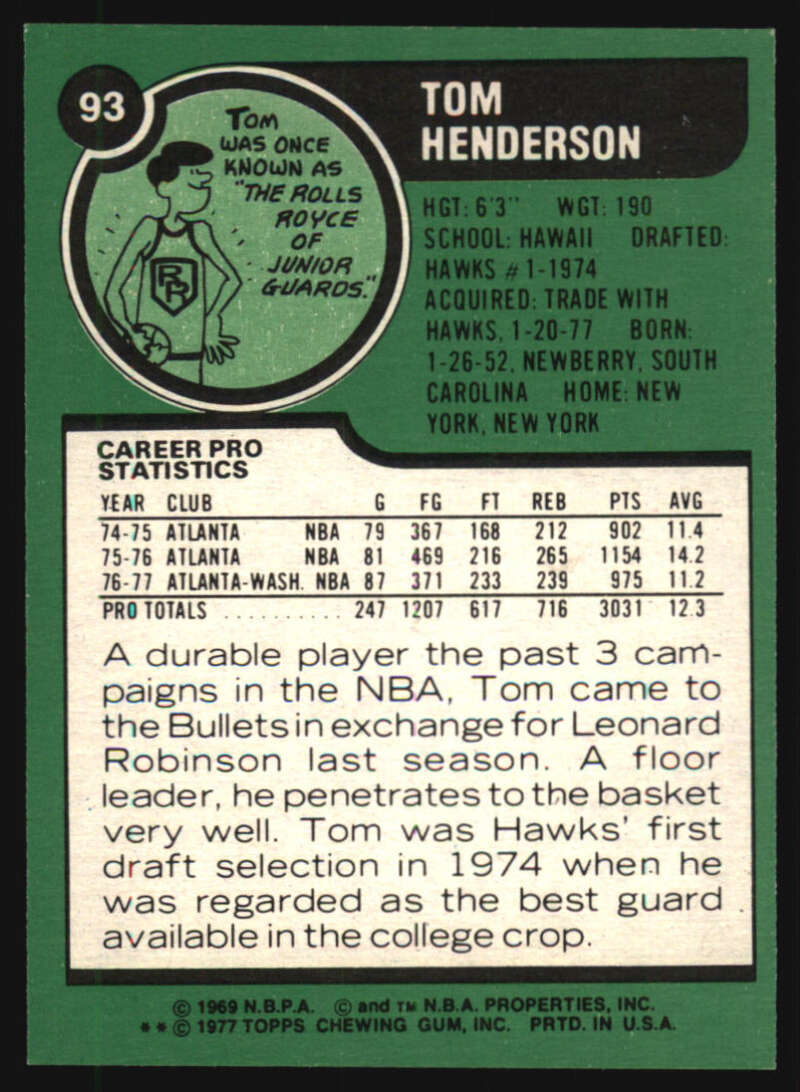 93
Tom
WAS ONCE
KNOWN AS
"THE ROLLS
ROYCE
OF
JUNIOR
GUARDS."
RR
TOM
HENDERSON
HGT: 6'3" WGT: 190
SCHOOL: HAWAII DRAFTED:
HAWKS #1-1974
ACQUIRED: TRADE WITH
HAWKS, 1-20-77 BORN:
1-26-52, NEWBERRY, SOUTH
CAROLINA HOME: NEW
YORK, NEW YORK
CAREER PRO
STATISTICS
YEAR CLUB G FG FT REB PTS AVG
74-75 ATLANTA NBA 79 367 168 212 902 11.4
75-76 ATLANTA NBA 81 469 216 265 1154 14.2
76-77 ATLANTA-WASH. NBA 87 371 233 239 975 11.2
PRO TOTALS . . . . . . . . . . 247 1207 617 716 3031 12.3
A durable player the past 3 cam-
paigns in the NBA, Tom came to
the Bullets in exchange for Leonard
Robinson last season. A floor
leader, he penetrates to the basket
very well. Tom was Hawks' first
draft selection in 1974 when he
was regarded as the best guard
available in the college crop.
© 1969 N.B.P.A. © and TM N.B.A. PROPERTIES, INC.
**© 1977 TOPPS CHEWING GUM, INC. PRTD. IN U.S.A.